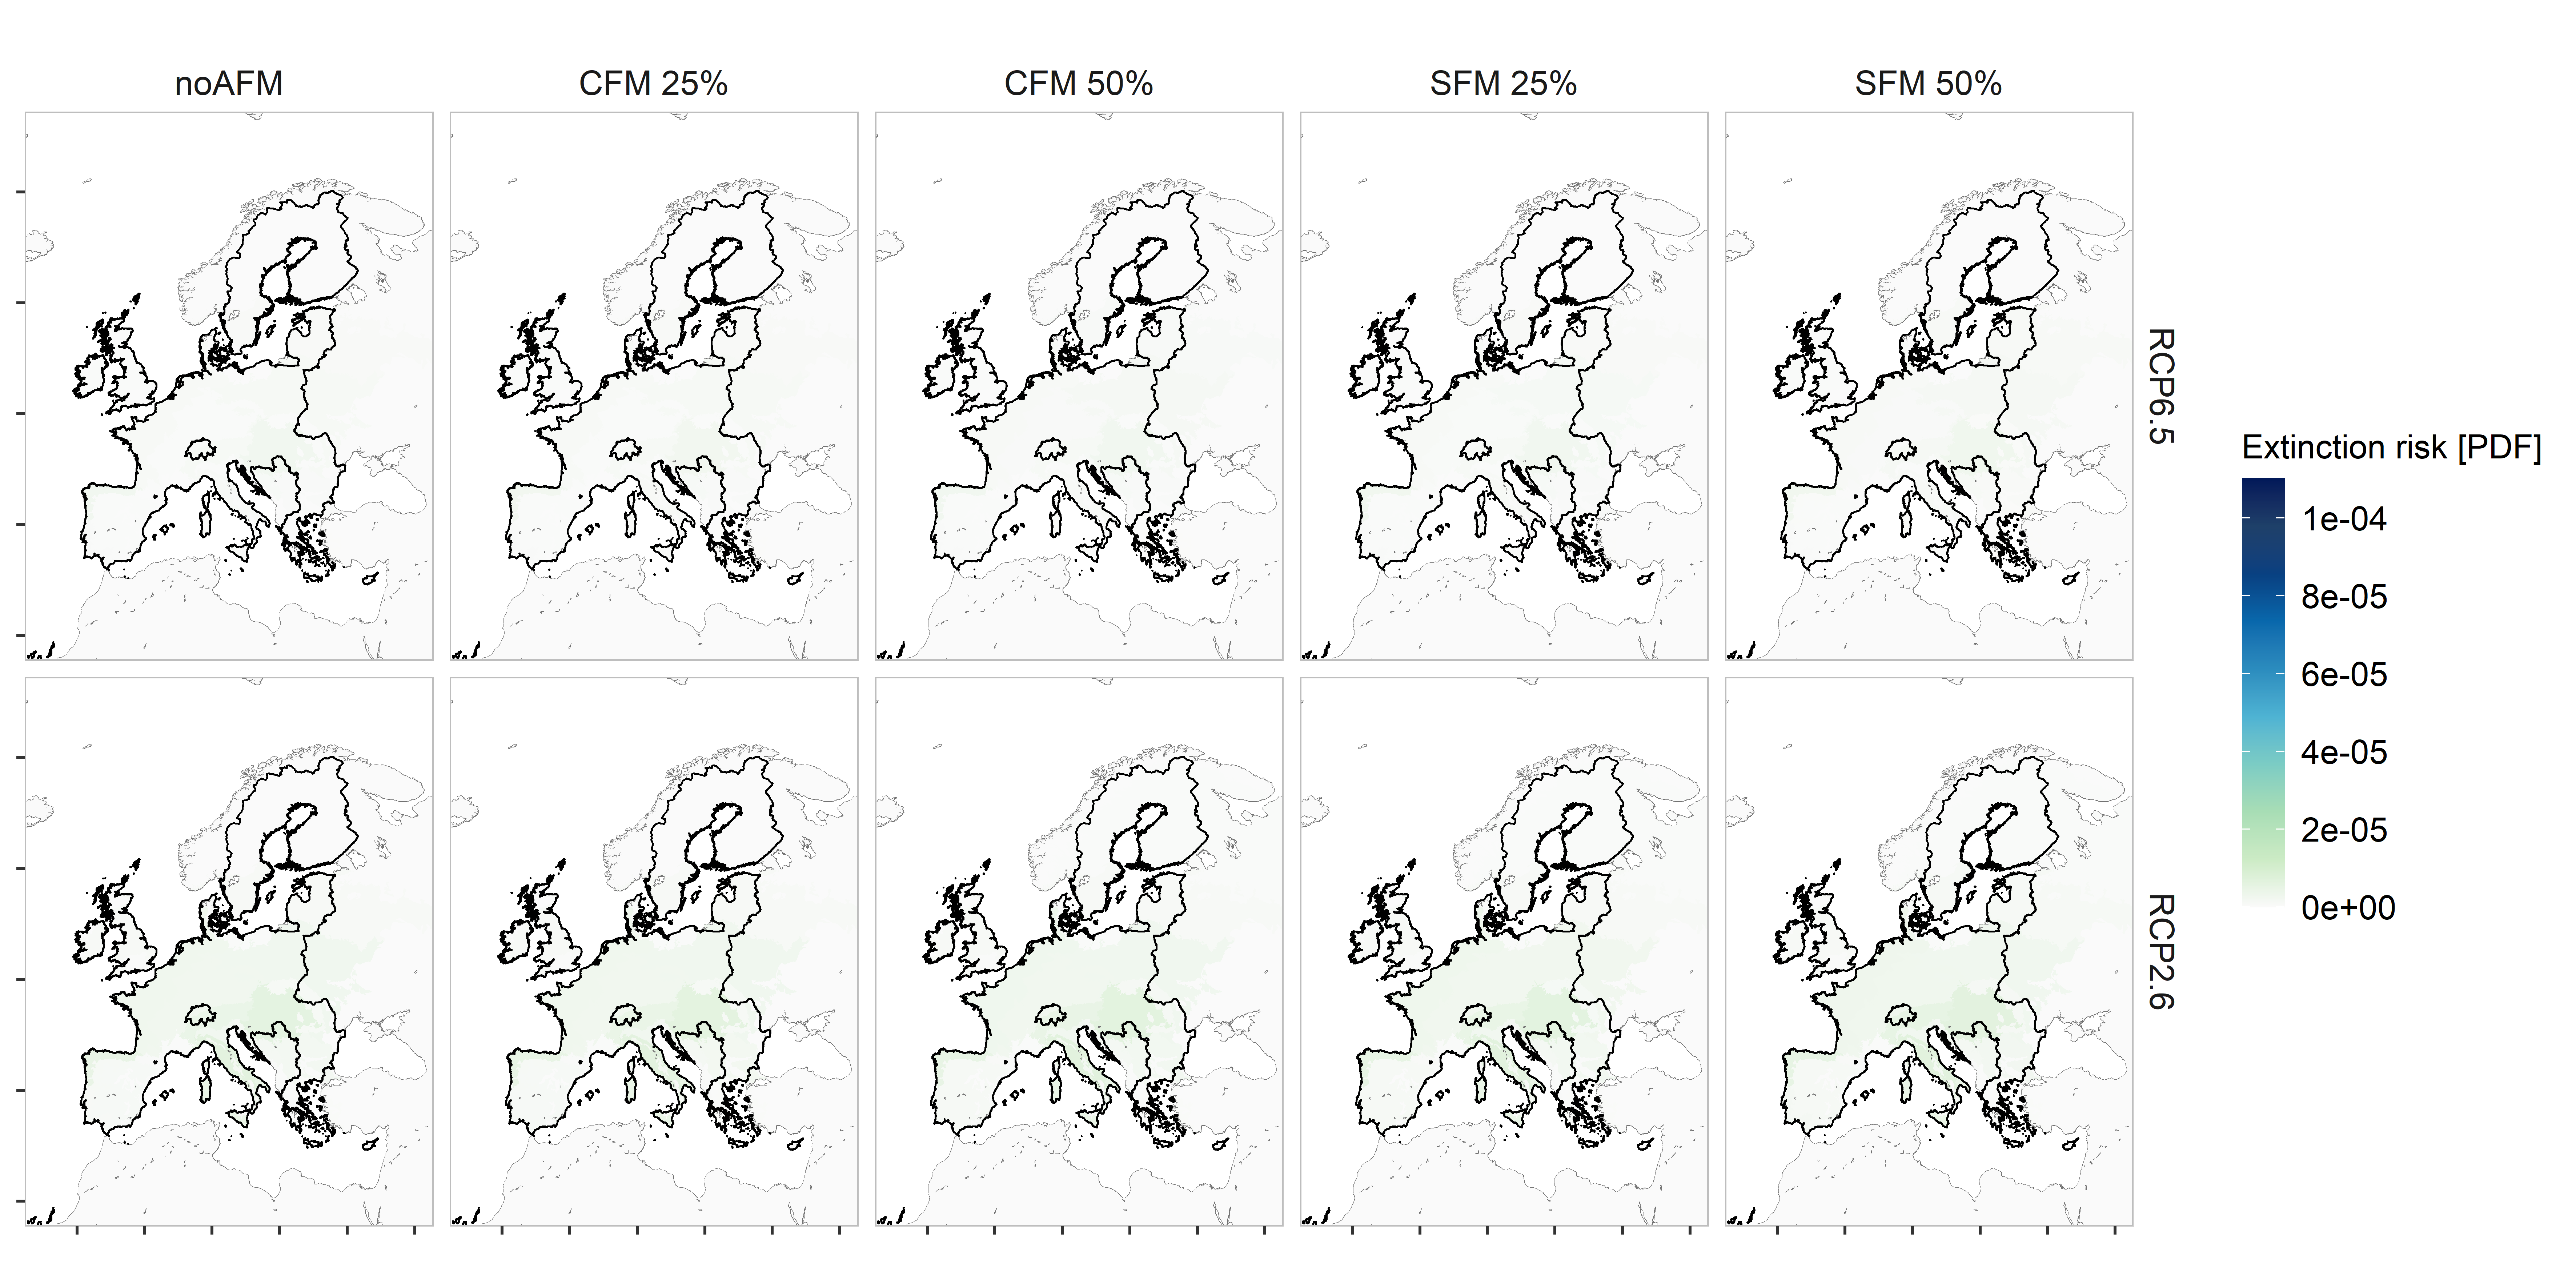 noAFM
CFM 25%
CFM 50%
SFM 25%
SFM 50%
RCP6.5
RCP2.6
Extinction risk [PDF]
1e-04
8e-05
6e-05
4e-05
2e-05
0e+00